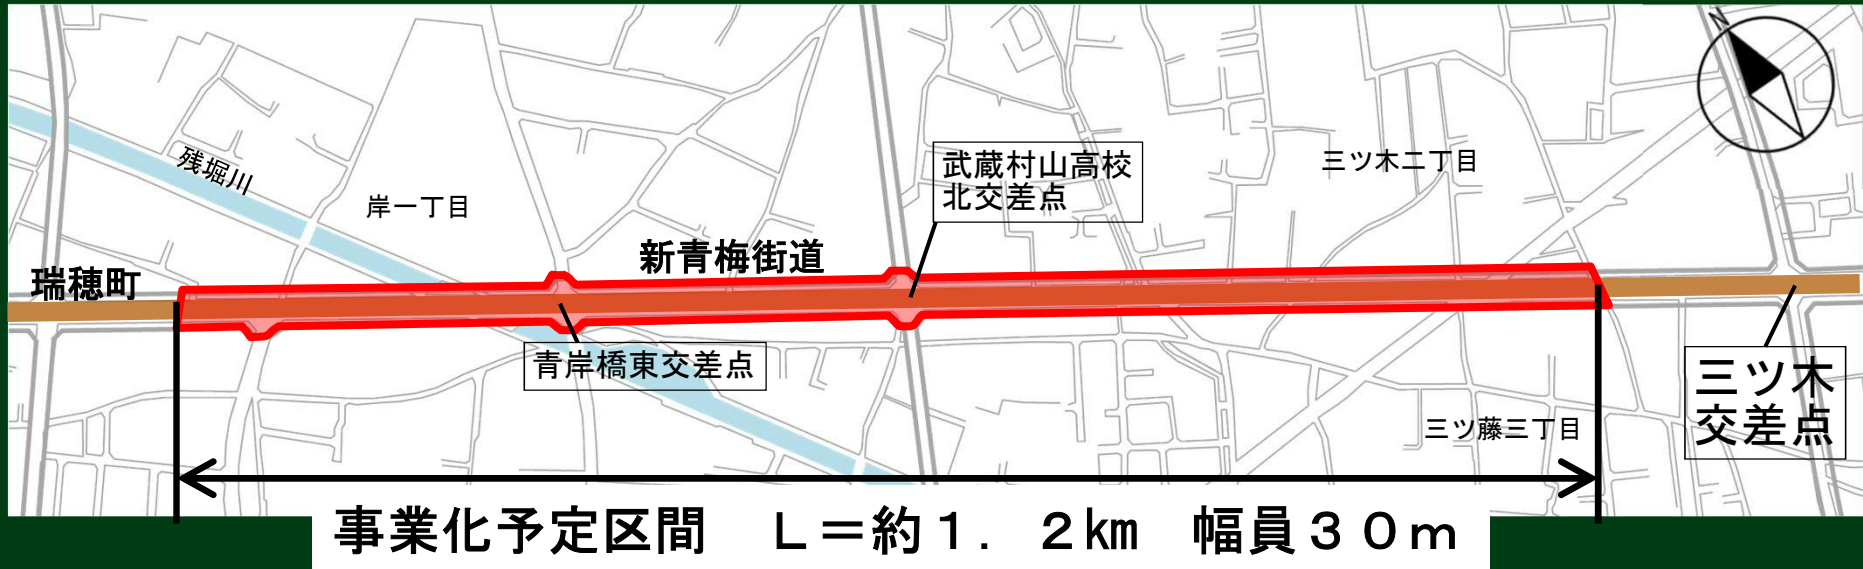 残堀川
岸一丁目
武蔵村山高校
北交差点
三ツ木二丁目
新青梅街道
瑞穂町
青岸橋東交差点
三ツ木
交差点
三ツ藤三丁目
事業化予定区間　L＝約１．２㎞　幅員３０ｍ